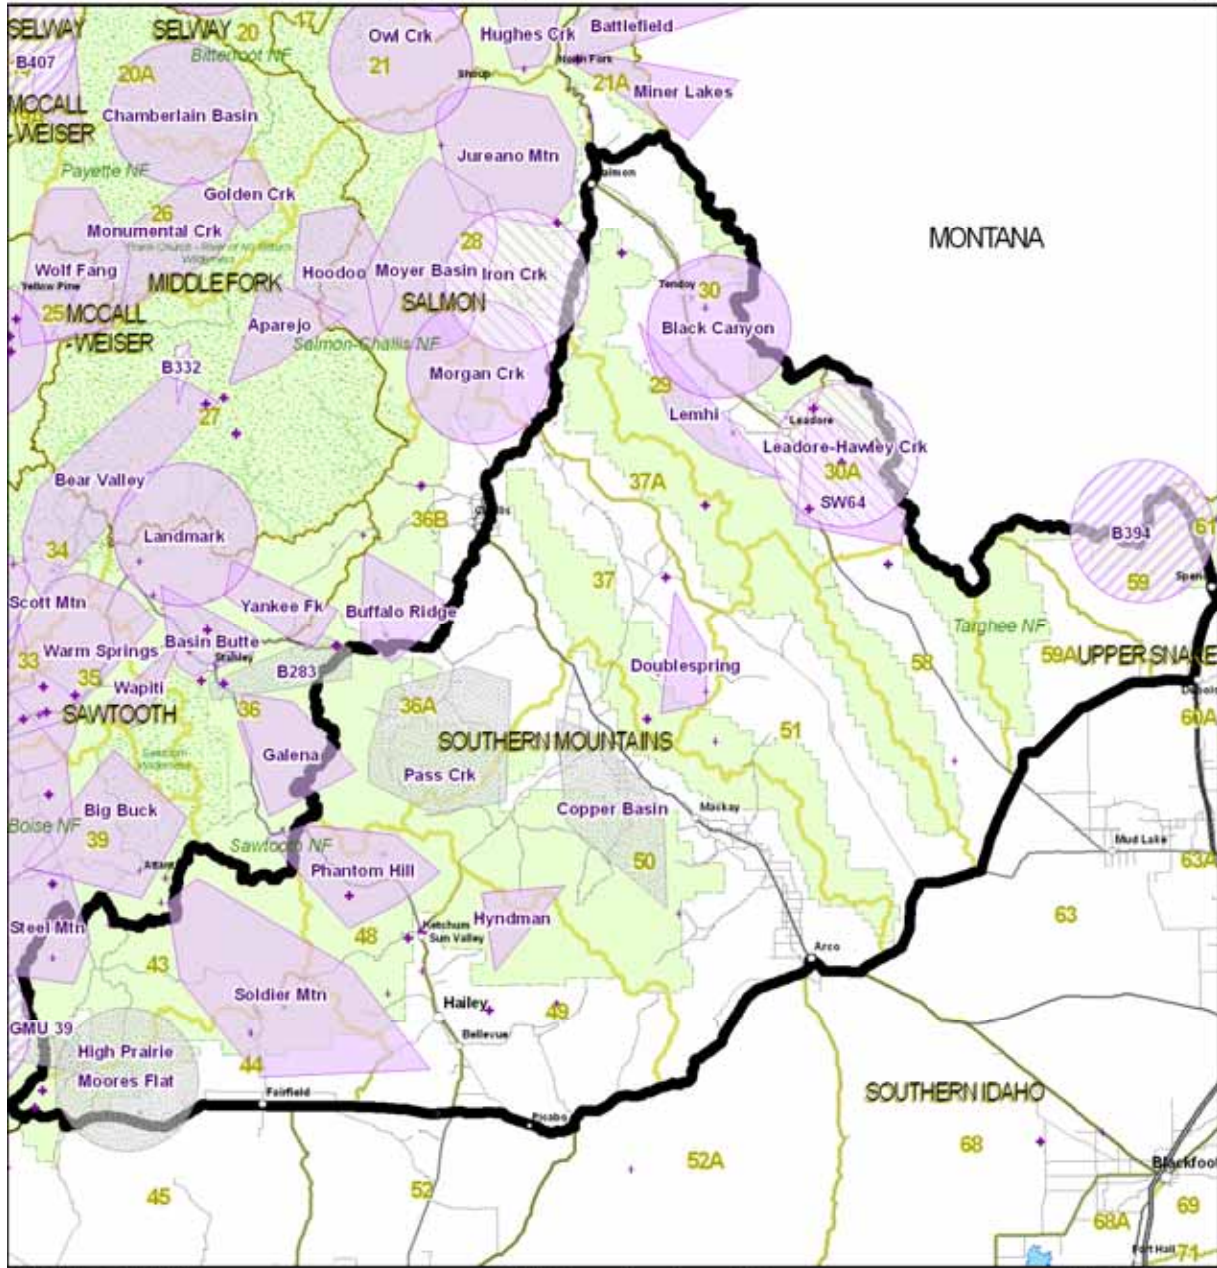 SELWAY
SELWAY
20
17
Owl Crk
Hughes Crk
Battlefield
B407
20A
Bitterroot NF
21
Shoup
North Fork
21A
Miner Lakes
MCCALL
-WEISER
Chamberlain Basin
Jureano Mtn
Payette NF
Golden Crk
26
Monumental Crk
28
MONTANA
Wolf Fang
Yellow Pine
MIDDLE FORK
Hoodoo
Moyer Basin
Iron Crk
SALMON
Tendoy
30
Black Canyon
25
MCCALL
-WEISER
Aparejo
Salmon-Challis NF
B332
Morgan Crk
27
29
Lemhi
Leadore
Leadore-Hawley Crk
30A
Bear Valley
37A
SW64
36B
Landmark
34
B394
61
59
Scott Mtn
Yankee Fk
Buffalo Ridge
37
Warm Springs
Basin Butte
Stanley
Targhee NF
33
35
Wapiti
B283
Doublespring
58
59A
UPPER SNAKE
SAWTOOTH
36
36A
60A
Galena
SOUTHERN MOUNTAINS
51
Pass Crk
Big Buck
Copper Basin
Mackay
Boise NF
39
Sawtooth NF
Mud Lake
Phantom Hill
50
63A
Steel Mtn
Ketchum
Sun Valley
Hyndman
63
43
48
Arco
Soldier Mtn
Hailey
49
GMU 39
Bellevue
High Prairie
Moores Flat
44
Fairfield
SOUTHERN IDAHO
Picabo
68
52A
45
52
Blackfoot
69
68A
Fort Hall
71